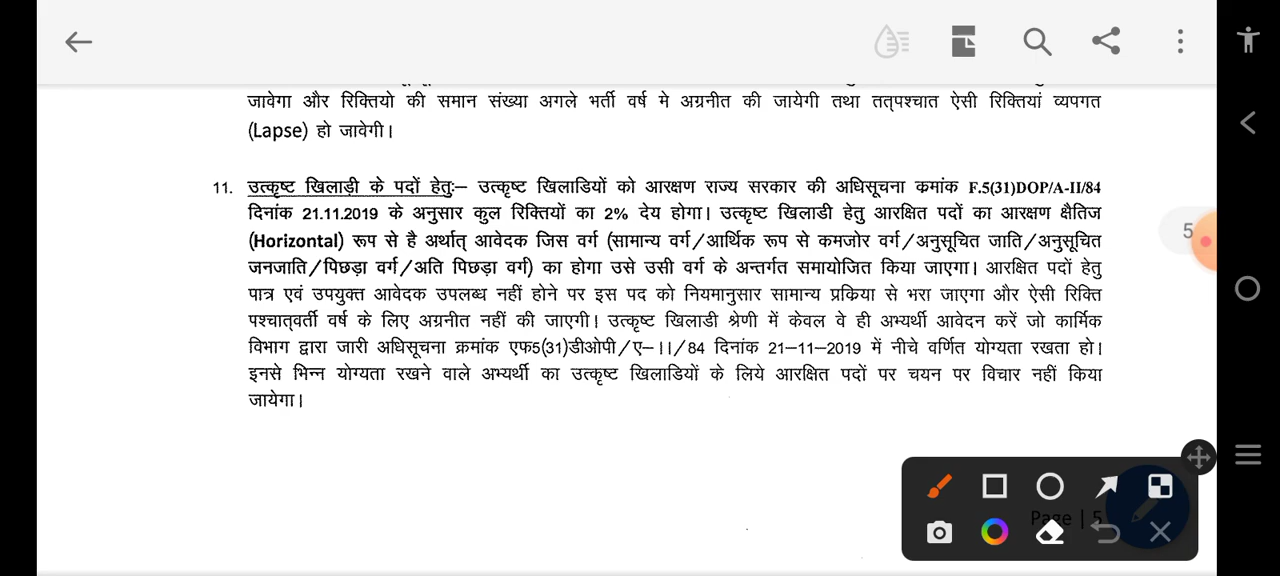 जावेगा और रिक्तियो की समान संख्या अगले भर्ती वर्ष मे अग्रनीत की जायेगी तथा तत्पश्चात ऐसी रिक्तियां व्यपगत
(Lapse) हो जावेगी।
11. उत्कृष्ट खिलाड़ी के पदों हेतुः— उत्कृष्ट खिलाडियों को आरक्षण राज्य सरकार की अधिसूचना कमांक F.5(31)DOP/A-II/84
दिनांक 21.11.2019 के अनुसार कुल रिक्तियों का 2% देय होगा। उत्कृष्ट खिलाडी हेतु आरक्षित पदों का आरक्षण क्षैतिज
(Horizontal) रूप से है अर्थात् आवेदक जिस वर्ग (सामान्य वर्ग/आर्थिक रूप से कमजोर वर्ग/अनुसूचित जाति/अनुसूचित
जनजाति/पिछड़ा वर्ग/अति पिछड़ा वर्ग) का होगा उसे उसी वर्ग के अन्तर्गत समायोजित किया जाएगा। आरक्षित पदों हेतु
पात्र एवं उपयुक्त आवेदक उपलब्ध नहीं होने पर इस पद को नियमानुसार सामान्य प्रकिया से भरा जाएगा और ऐसी रिक्ति
पश्चात्वर्ती वर्ष के लिए अग्रनीत नहीं की जाएगी। उत्कृष्ट खिलाडी श्रेणी में केवल वे ही अभ्यर्थी आवेदन करें जो कार्मिक
विभाग द्वारा जारी अधिसूचना क्रमांक एफ5(31)डीओपी/ए—।।/84 दिनांक 21—11—2019 में नीचे वर्णित योग्यता रखता हो।
इनसे भिन्न योग्यता रखने वाले अभ्यर्थी का उत्कृष्ट खिलाडियों के लिये आरक्षित पदों पर चयन पर विचार नहीं किया
जायेगा।
5
Page | 5